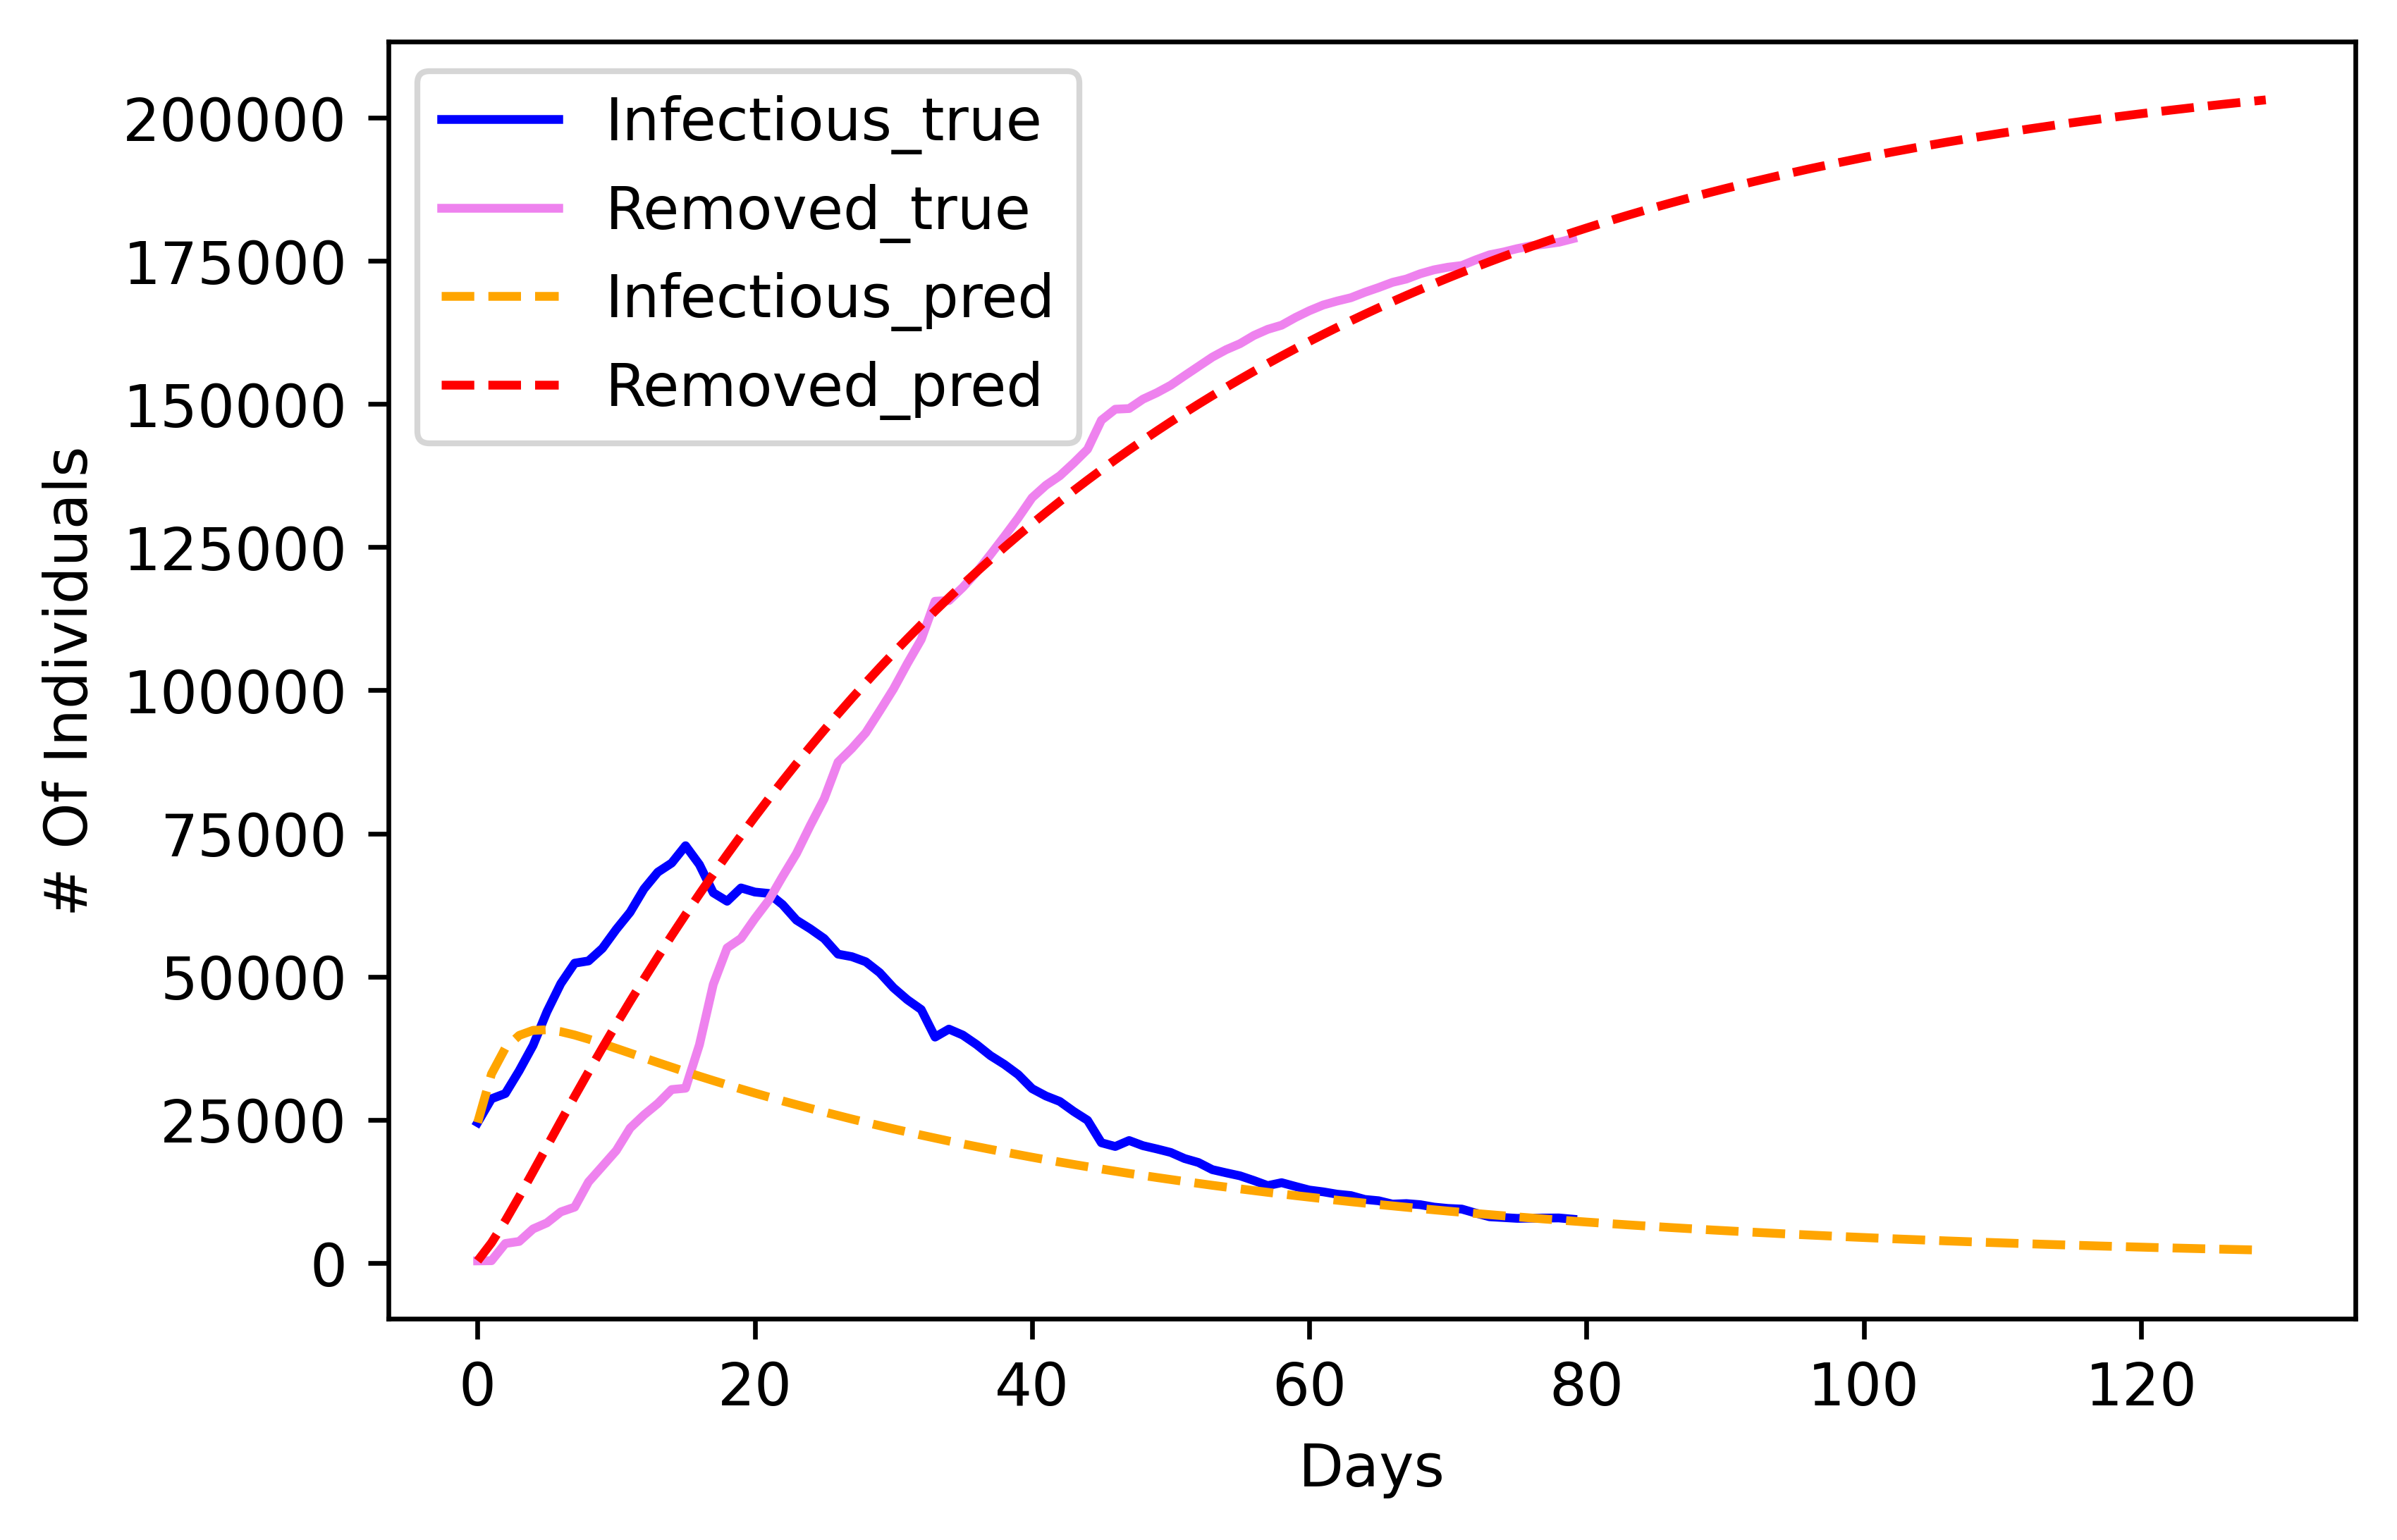 200000
175000
150000
125000
100000
75000
50000
25000
0
# Of Individuals
Infectious_true
Removed_true
Infectious_pred
Removed_pred
0 20 40 60 80 100 120
Days